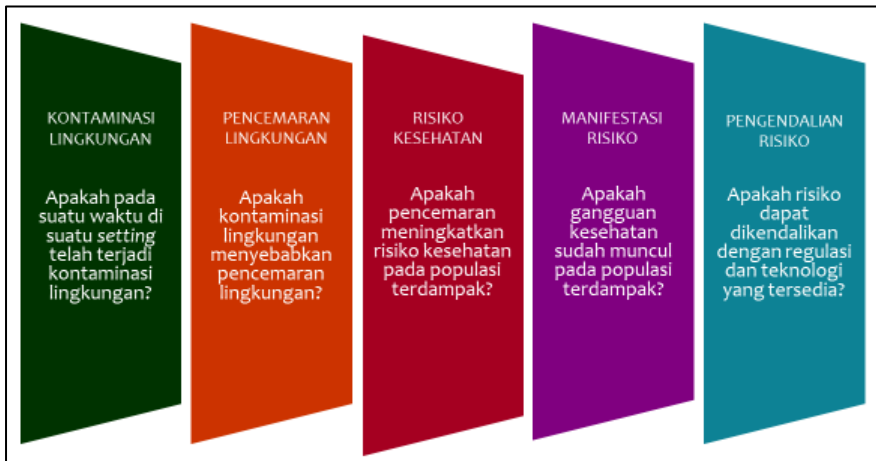 KONTAMINASI
LINGKUNGAN
Apakah pada
suatu waktu di
suatu setting
telah terjadi
kontaminasi
lingkungan?
PENCEMARAN
LINGKUNGAN
Apakah
kontaminasi
lingkungan
menyebabkan
pencemaran
lingkungan?
RISIKO
KESEHATAN
Apakah
pencemaran
meningkatkan
risiko kesehatan
pada populasi
terdampak?
MANIFESTASI
RISIKO
Apakah
gangguan
kesehatan
sudah muncul
pada populasi
terdampak?
PENGENDALIAN
RISIKO
Apakah risiko
dapat
dikendalikan
dengan regulasi
dan teknologi
yang tersedia?